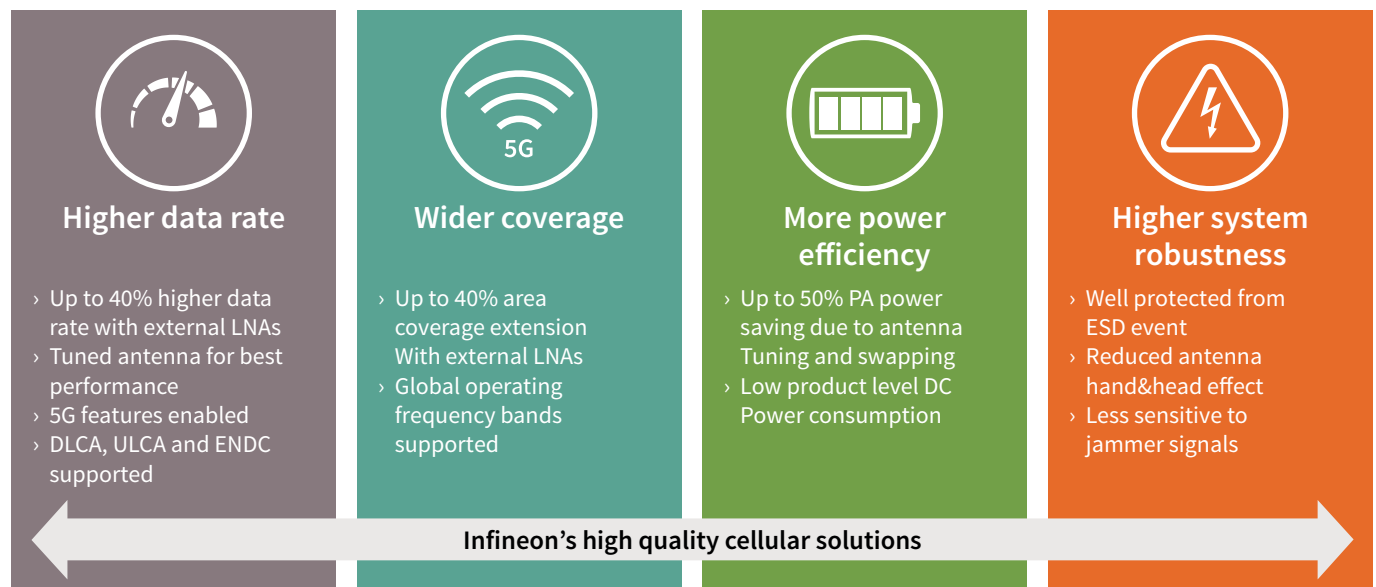 5G
Higher data rate
› Up to 40% higher data
rate with external LNAs
› Tuned antenna for best
performance
› 5G features enabled
› DLCA, ULCA and ENDC
supported
Wider coverage
› Up to 40% area
coverage extension
With external LNAs
› Global operating
frequency bands
supported
More power
efficiency
› Up to 50% PA power
saving due to antenna
Tuning and swapping
› Low product level DC
Power consumption
Higher system
robustness
› Well protected from
ESD event
› Reduced antenna
hand&head effect
› Less sensitive to
jammer signals
Infineon’s high quality cellular solutions